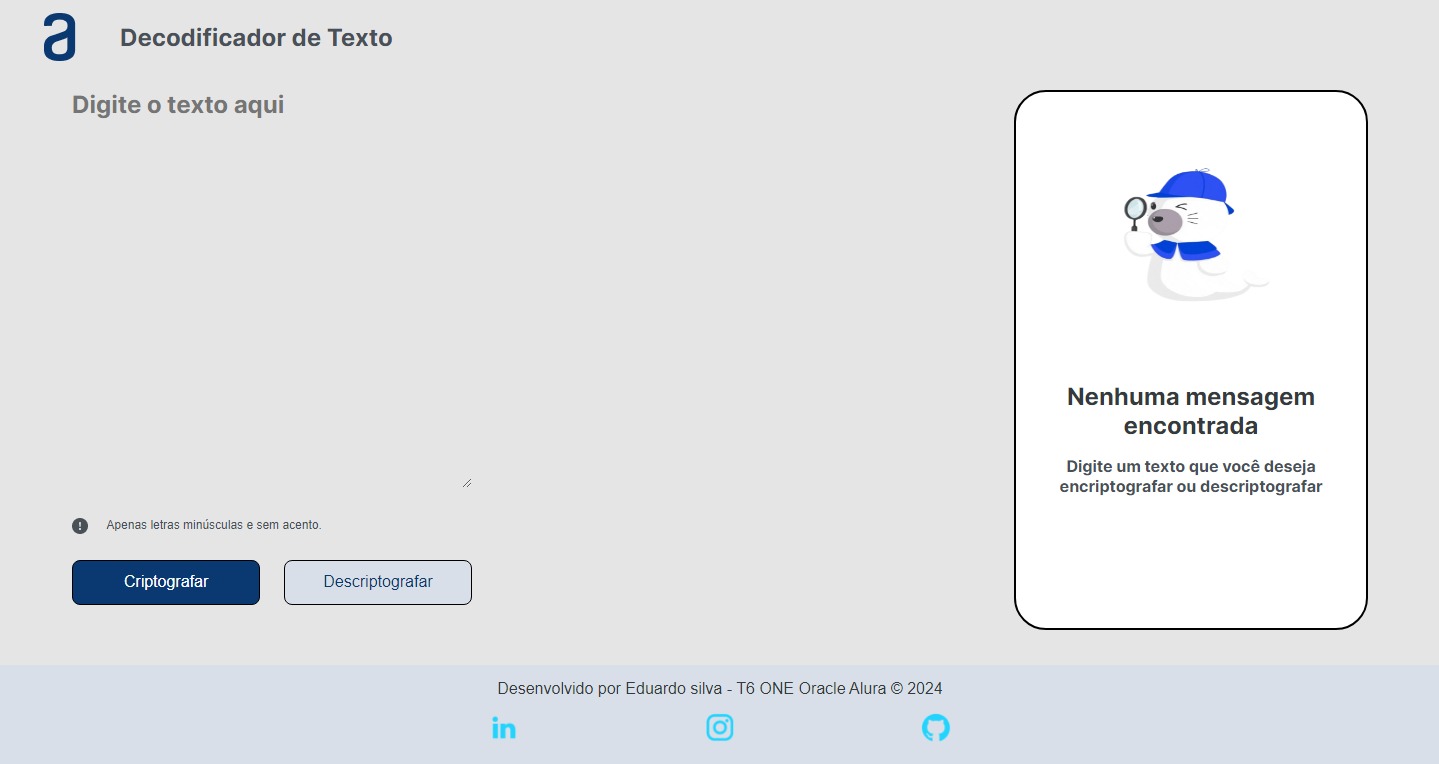 a
Decodificador de Texto
Digite o texto aqui
Apenas letras minúsculas e sem acento.
Criptografar
Descriptografar
Nenhuma mensagem
encontrada
Digite um texto que você deseja
encriptografar ou descriptografar
Desenvolvido por Eduardo silva - T6 ONE Oracle Alura © 2024
in